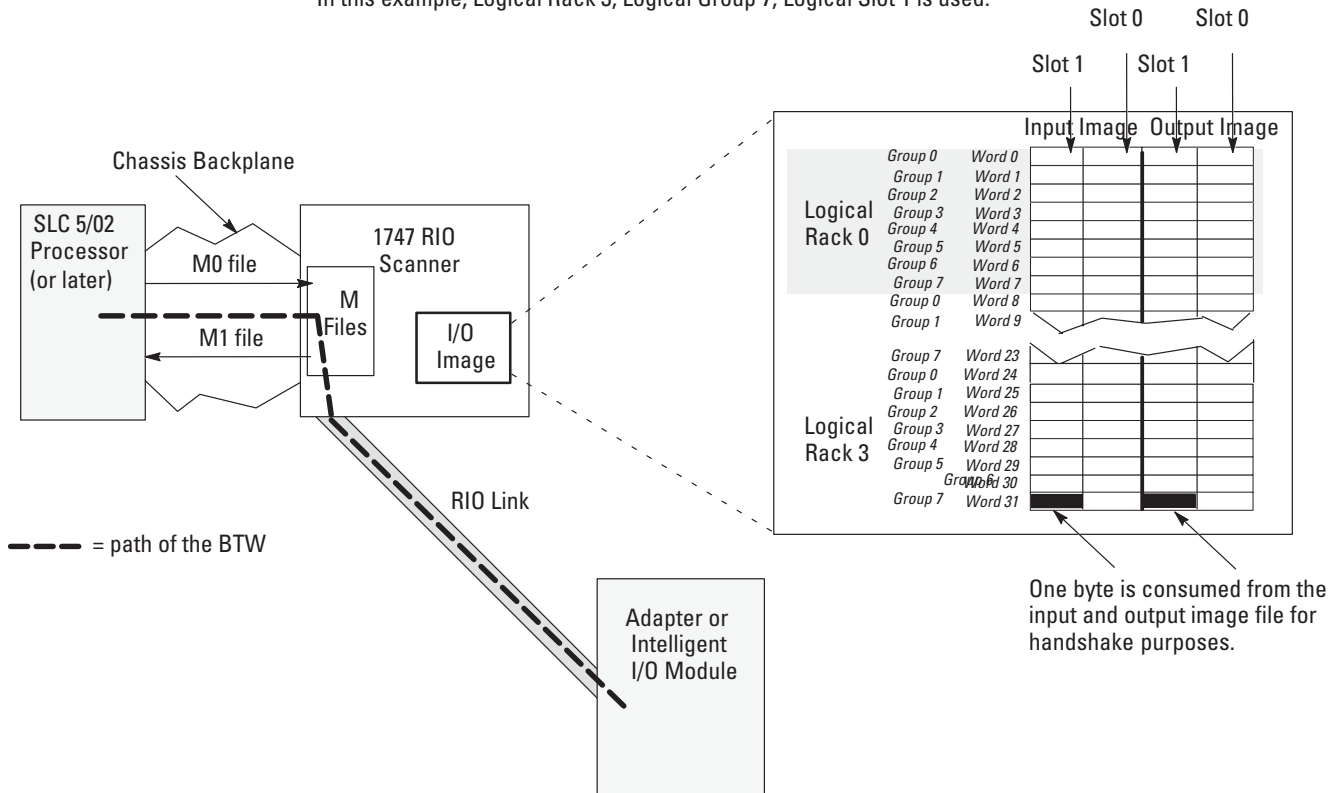 In this example, Logical Rack 3, Logical Group 7, Logical Slot 1 is used.
Slot 0 Slot 0
Slot 1 Slot 1
Input Image Output Image
Chassis Backplane
SLC 5/02
Processor
(or later)
M0 file
M1 file
1747 RIO
Scanner
M
Files
I/O
Image
Logical
Rack 0
Group 0 Word 0
Group 1 Word 1
Group 2 Word 2
Group 3 Word 3
Group 4 Word 4
Group 5 Word 5
Group 6 Word 6
Group 7 Word 7
Group 0 Word 8
Group 1 Word 9
Group 7 Word 23
Logical
Rack 3
Group 0 Word 24
Group 1 Word 25
Group 2 Word 26
Group 3 Word 27
Group 4 Word 28
Group 5 Word 29
Group 6 Word 30
Group 7 Word 31
RIO Link
= path of the BTW
Adapter or
Intelligent
I/O Module
One byte is consumed from the
input and output image file for
handshake purposes.